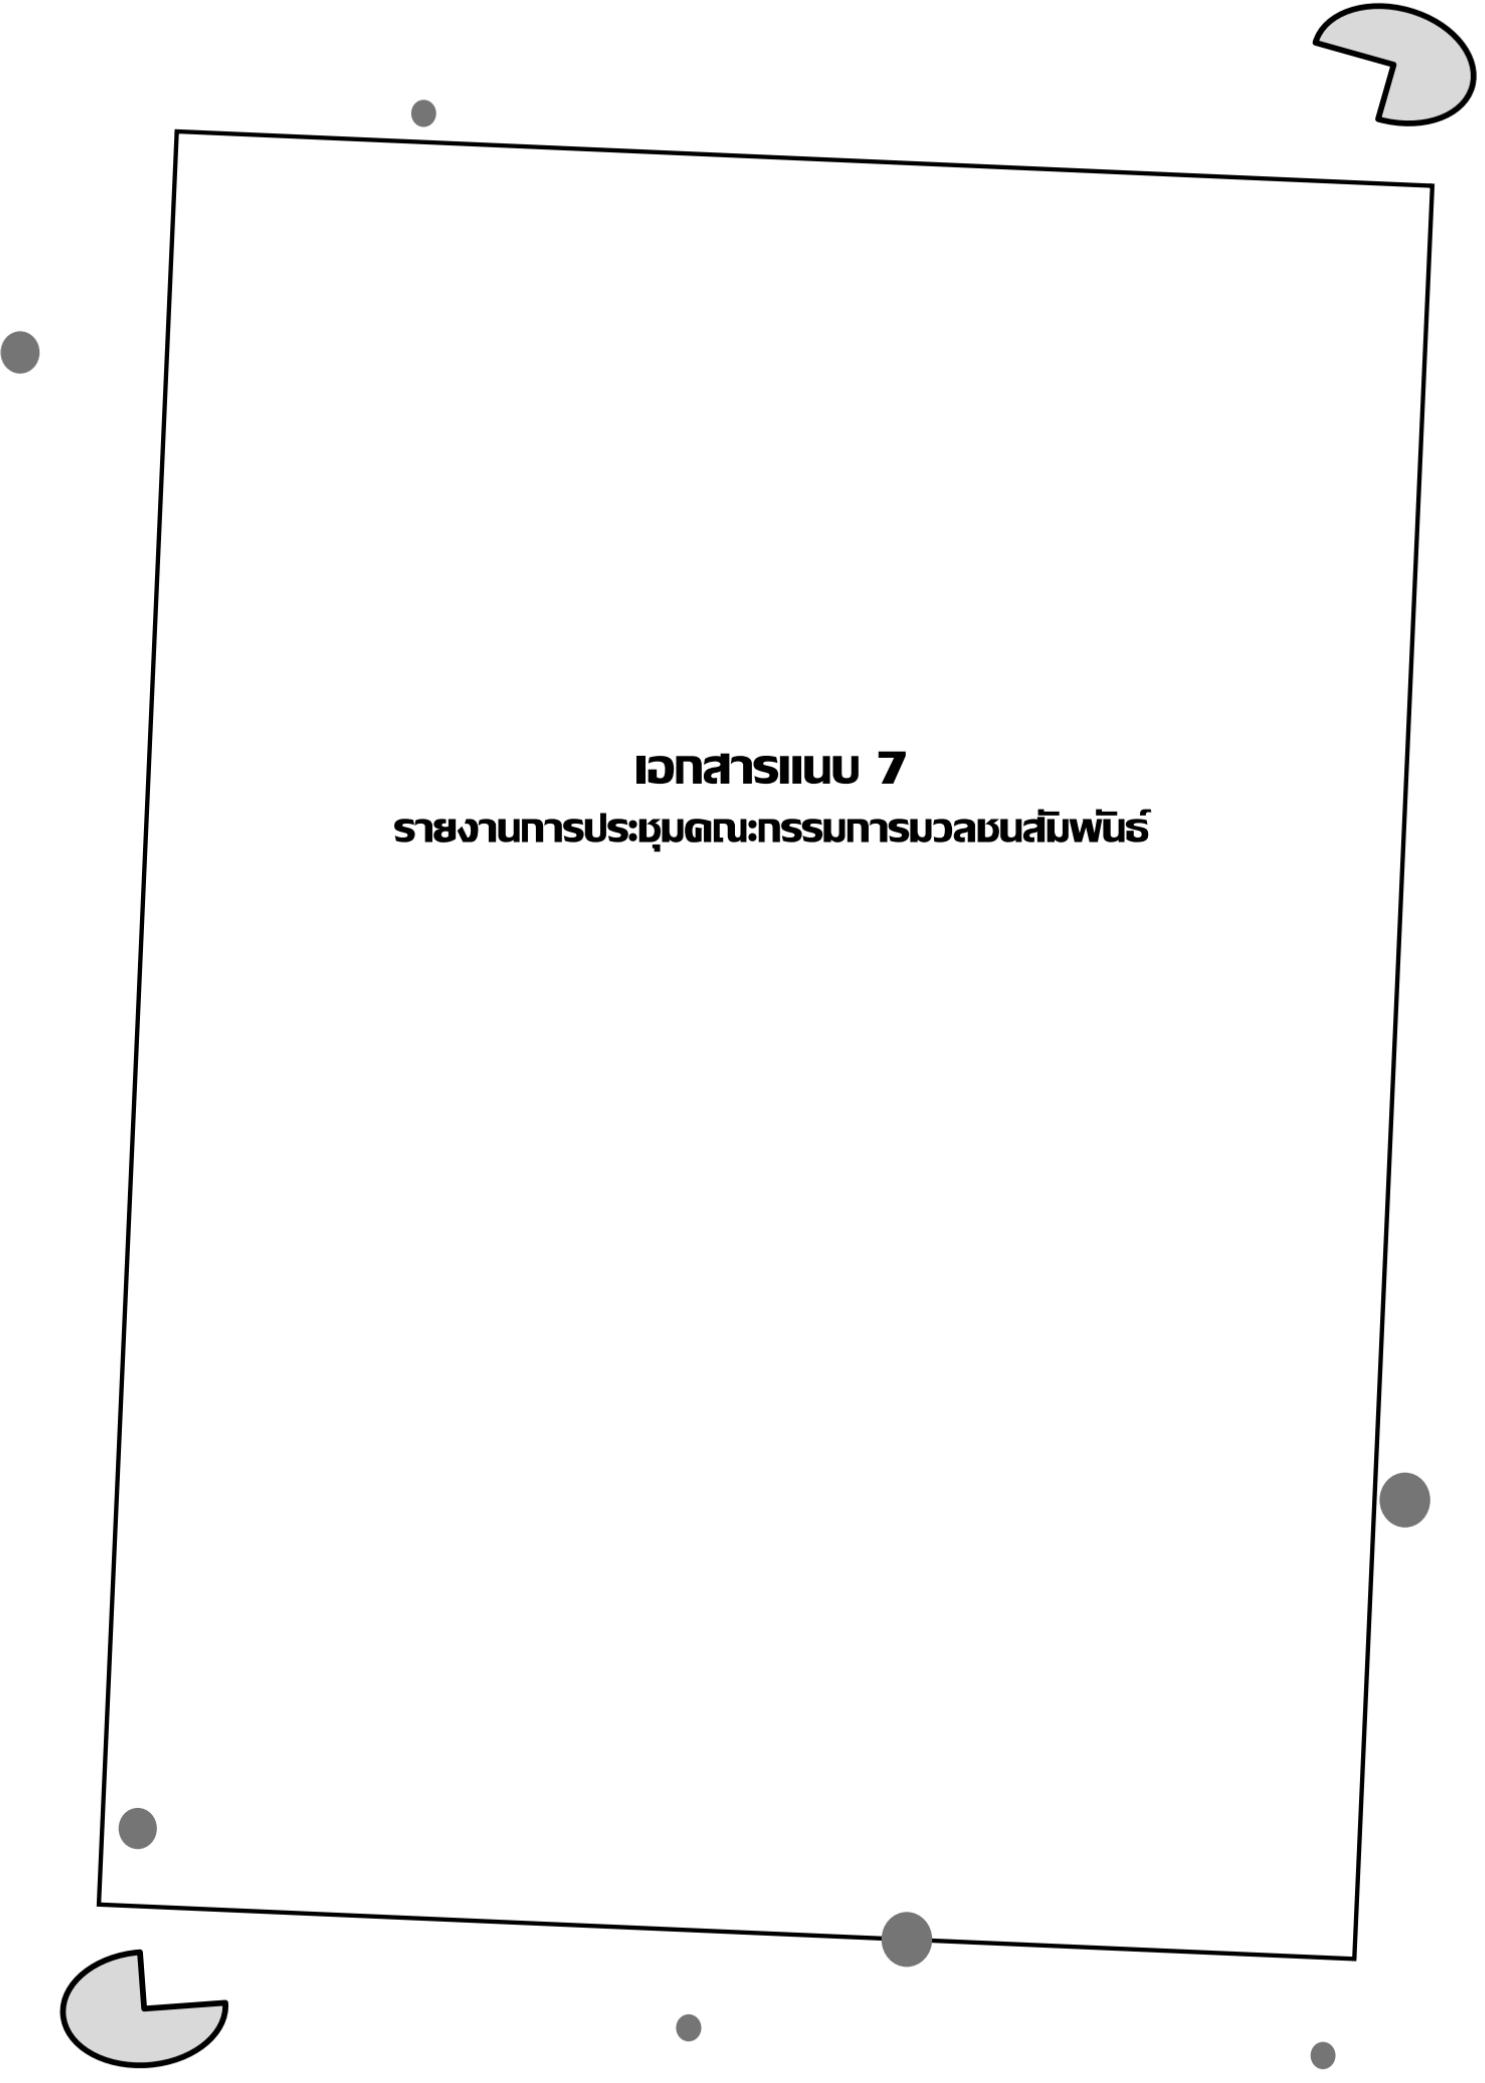 เอกสารแนบ 7
รายงานการประชุมคณะกรรมการมวลชนสัมพันธ์